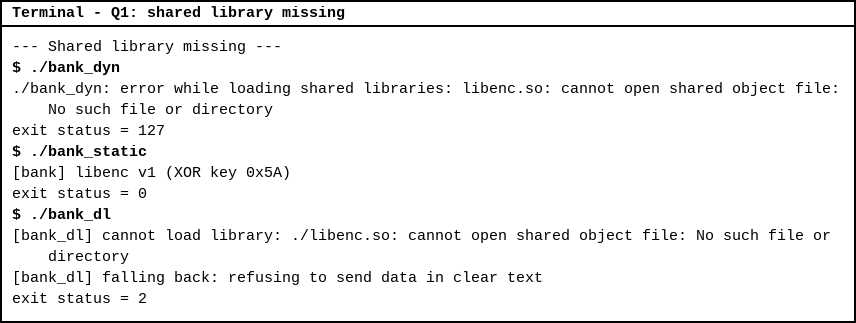 Terminal - Q1: shared library missing
--- Shared library missing ---
$ ./bank_dyn
./bank_dyn: error while loading shared libraries: libenc.so: cannot open shared object file:
    No such file or directory
exit status = 127
$ ./bank_static
[bank] libenc v1 (XOR key 0x5A)
exit status = 0
$ ./bank_dl
[bank_dl] cannot load library: ./libenc.so: cannot open shared object file: No such file or
    directory
[bank_dl] falling back: refusing to send data in clear text
exit status = 2